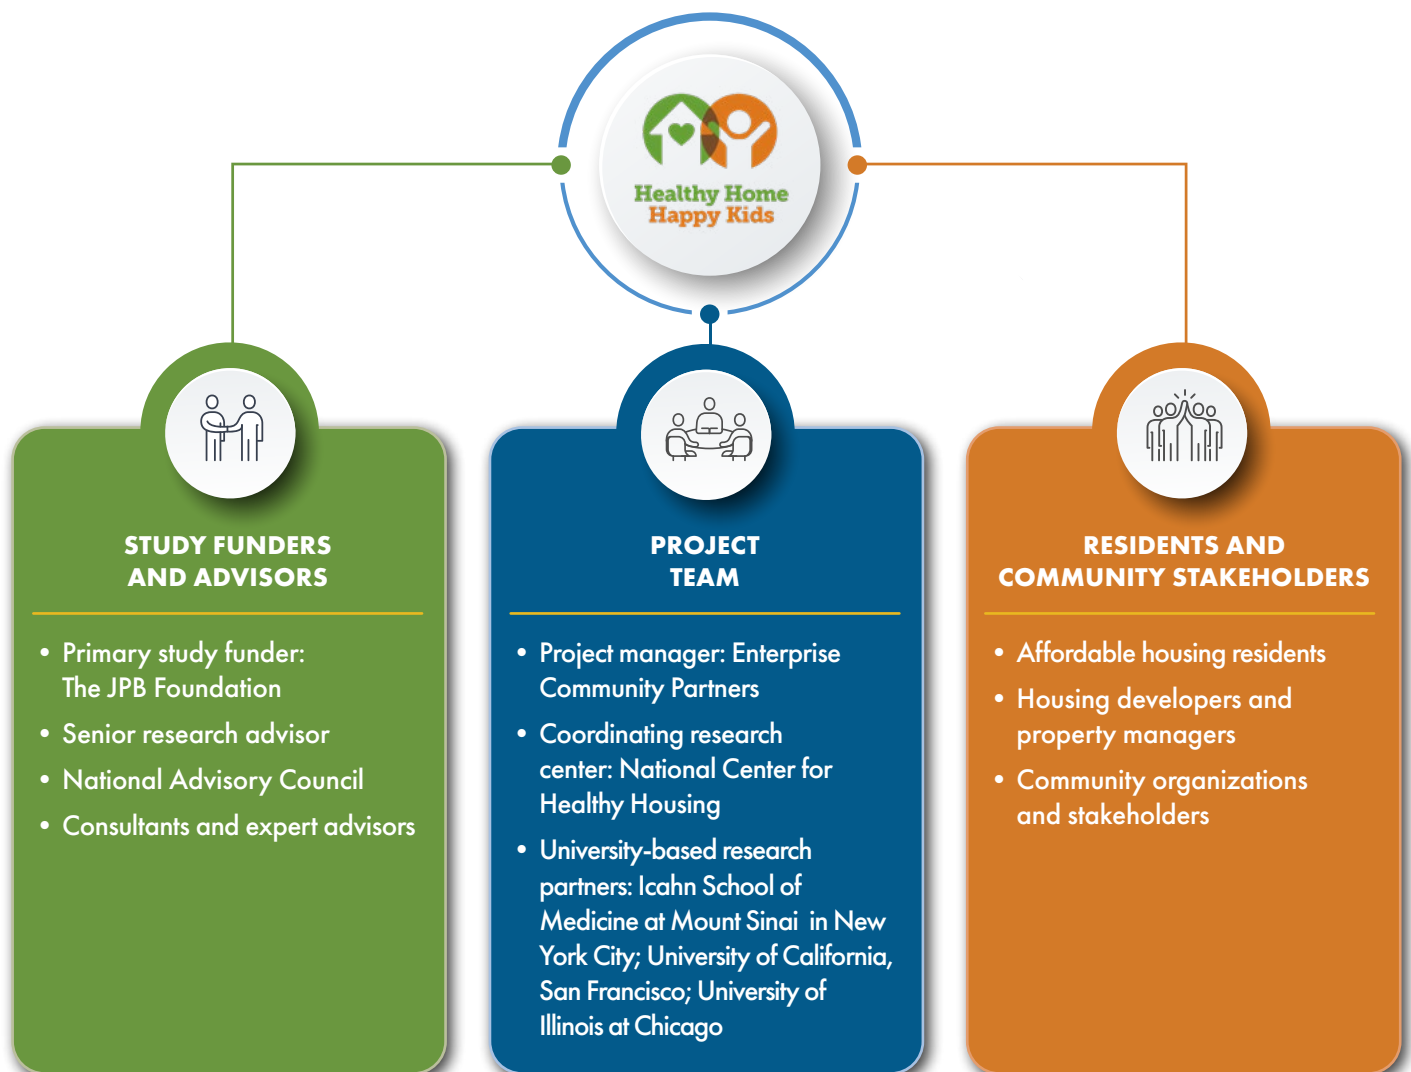 Healthy Home
Happy Kids
STUDY FUNDERS
AND ADVISORS
• Primary study funder:
The JPB Foundation
• Senior research advisor
• National Advisory Council
• Consultants and expert advisors
PROJECT
TEAM
• Project manager: Enterprise
Community Partners
• Coordinating research
center: National Center for
Healthy Housing
• University-based research
partners: Icahn School of
Medicine at Mount Sinai in New
York City; University of California,
San Francisco; University of
Illinois at Chicago
RESIDENTS AND
COMMUNITY STAKEHOLDERS
• Affordable housing residents
• Housing developers and
property managers
• Community organizations
and stakeholders